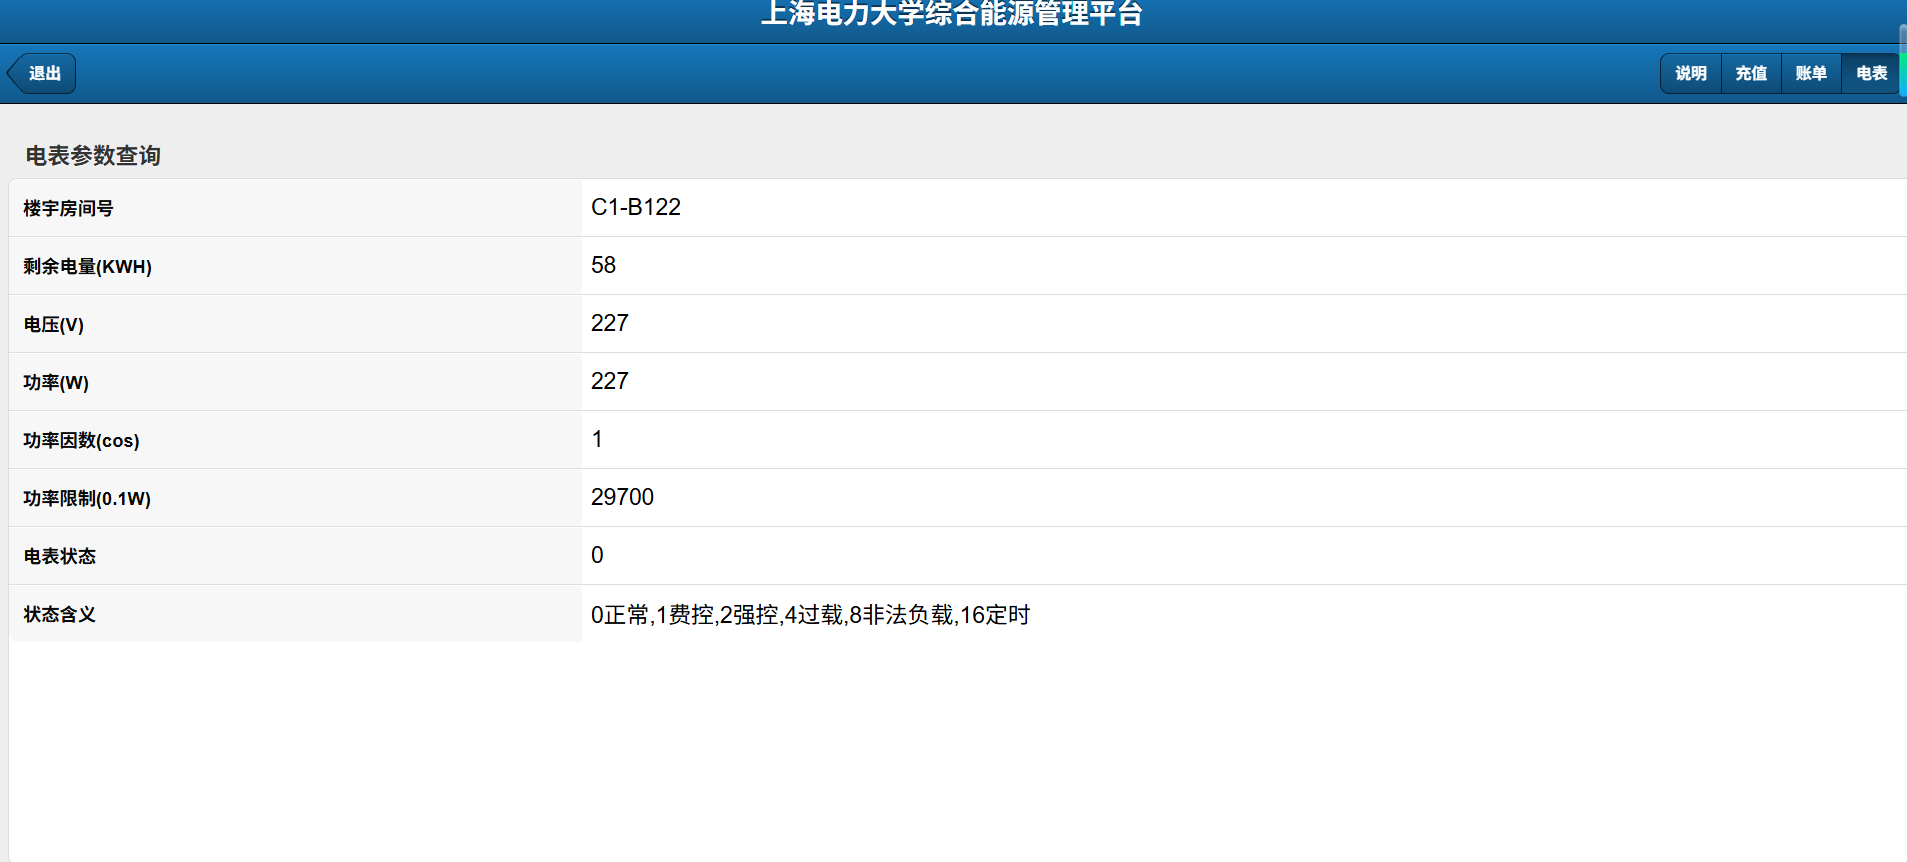 上海电力大学综合能源管理平台
退出
说明 充值 账单 电表
电表参数查询
楼宇房间号 C1-B122
剩余电量(KWH) 58
电压(V) 227
功率(W) 227
功率因数(cos) 1
功率限制(0.1W) 29700
电表状态 0
状态含义 0正常,1费控,2强控,4过载,8非法负载,16定时